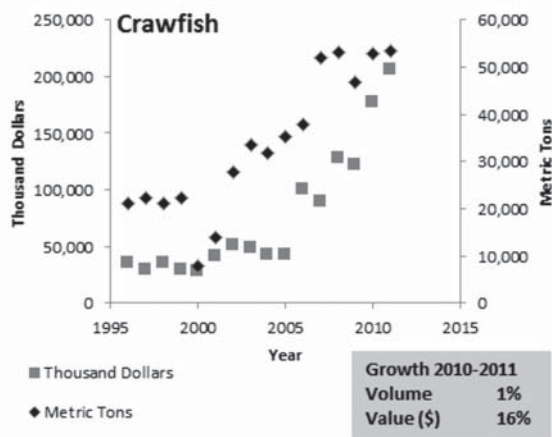 Crawfish
250,000
200,000
150,000
100,000
50,000
0
Thousand Dollars
60,000
50,000
40,000
30,000
20,000
10,000
0
Metric Tons
1995 2000 2005 2010 2015
Year
Thousand Dollars
Metric Tons
Growth 2010-2011
Volume 1%
Value ($) 16%